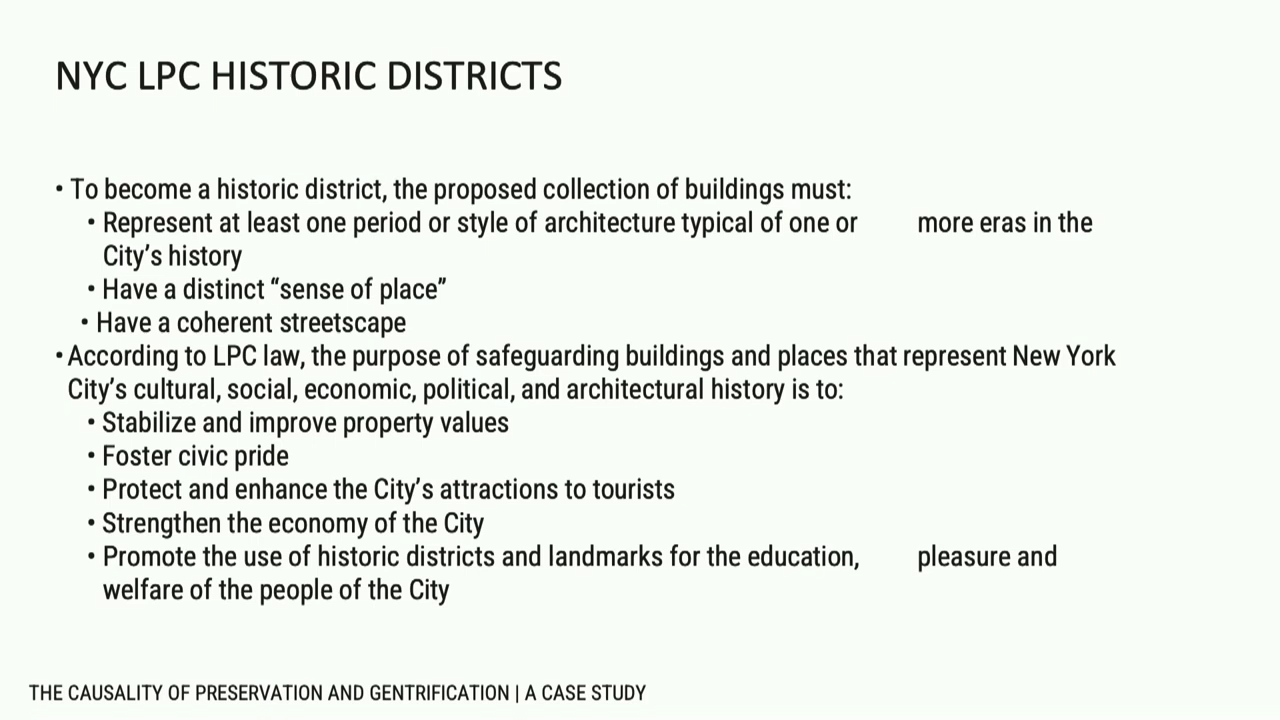 NYC LPC HISTORIC DISTRICTS
• To become a historic district, the proposed collection of buildings must:
• Represent at least one period or style of architecture typical of one or more eras in the
City’s history
• Have a distinct “sense of place”
• Have a coherent streetscape
• According to LPC law, the purpose of safeguarding buildings and places that represent New York
City’s cultural, social, economic, political, and architectural history is to:
• Stabilize and improve property values
• Foster civic pride
• Protect and enhance the City’s attractions to tourists
• Strengthen the economy of the City
• Promote the use of historic districts and landmarks for the education, pleasure and
welfare of the people of the City
THE CAUSALITY OF PRESERVATION AND GENTRIFICATION | A CASE STUDY